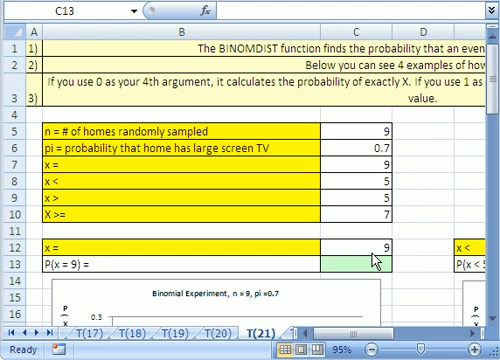 C13 fx
A B C D
1 1) The BINOMDIST function finds the probability that an even
2 2) Below you can see 4 examples of how
If you use 0 as your 4th argument, it calculates the probability of exactly X. If you use 1 as
3 3) value.
4
5 n = # of homes randomly sampled 9
6 pi = probability that home has large screen TV 0.7
7 x = 9
8 x < 5
9 x > 5
10 X >= 7
11
12 x = 9 x <
13 P(x = 9) = P(x < 5
14 Binomial Experiment, n = 9, pi =0.7
15 P P
16 0.3
T(17) T(18) T(19) T(20) T(21)
Ready 95%